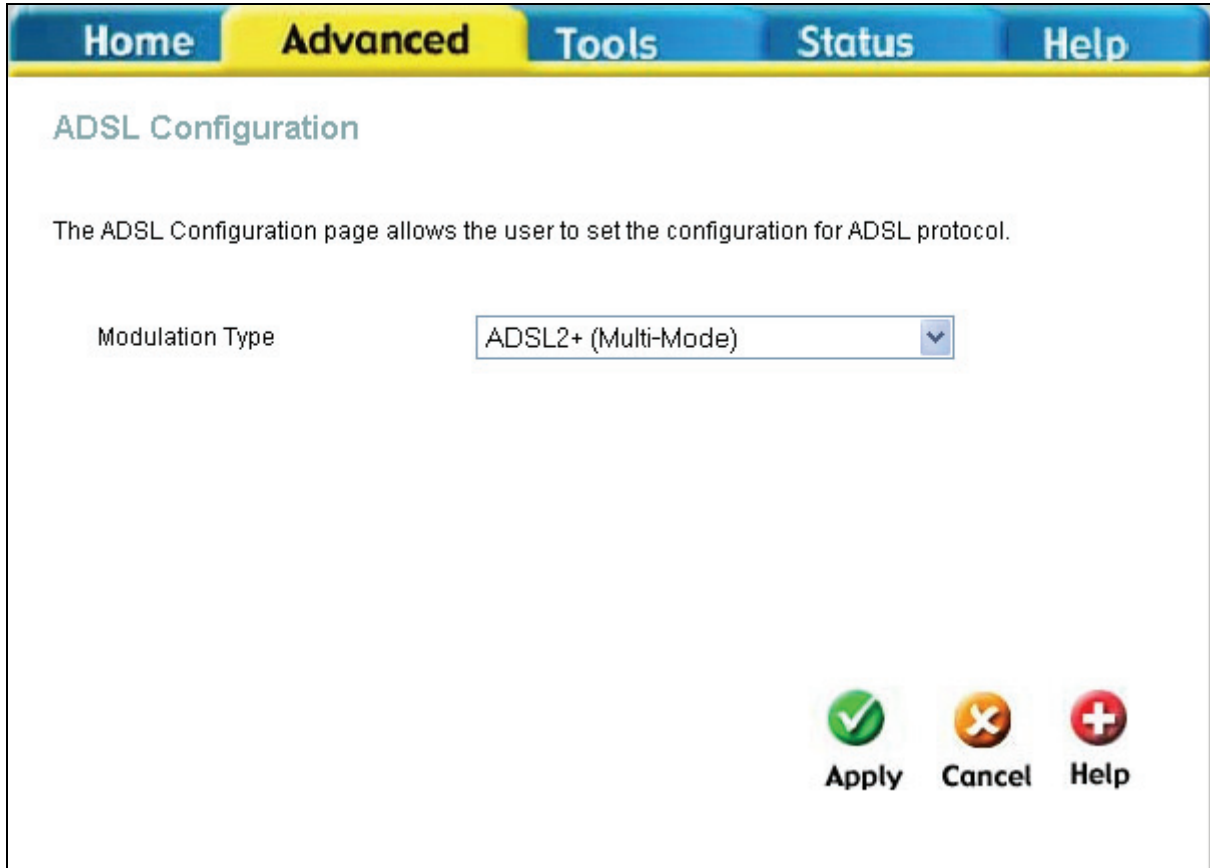 Home Advanced Tools Status Help
ADSL Configuration
The ADSL Configuration page allows the user to set the configuration for ADSL protocol.
Modulation Type ADSL2+ (Multi-Mode)
Apply Cancel Help